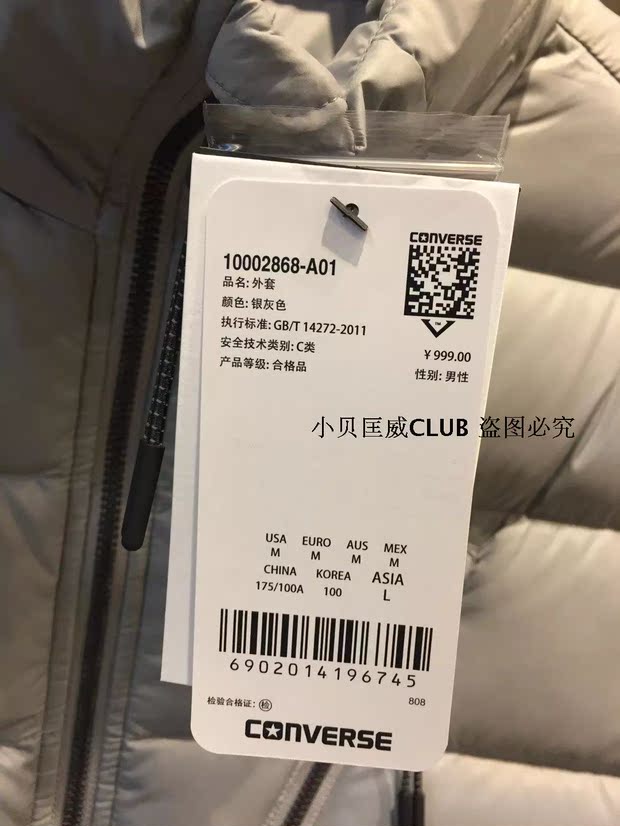 CONVERSE
10002868-A01
品名: 外套
颜色: 银灰色
执行标准: GB/T 14272-2011
安全技术类别: C类
产品等级: 合格品
TM
￥999.00
性别: 男性
小贝匡威CLUB 盗图必究
USA EURO AUS MEX
M M M M
CHINA KOREA ASIA
175/100A 100 L
6902014196745
检验合格证: 检
808
CONVERSE